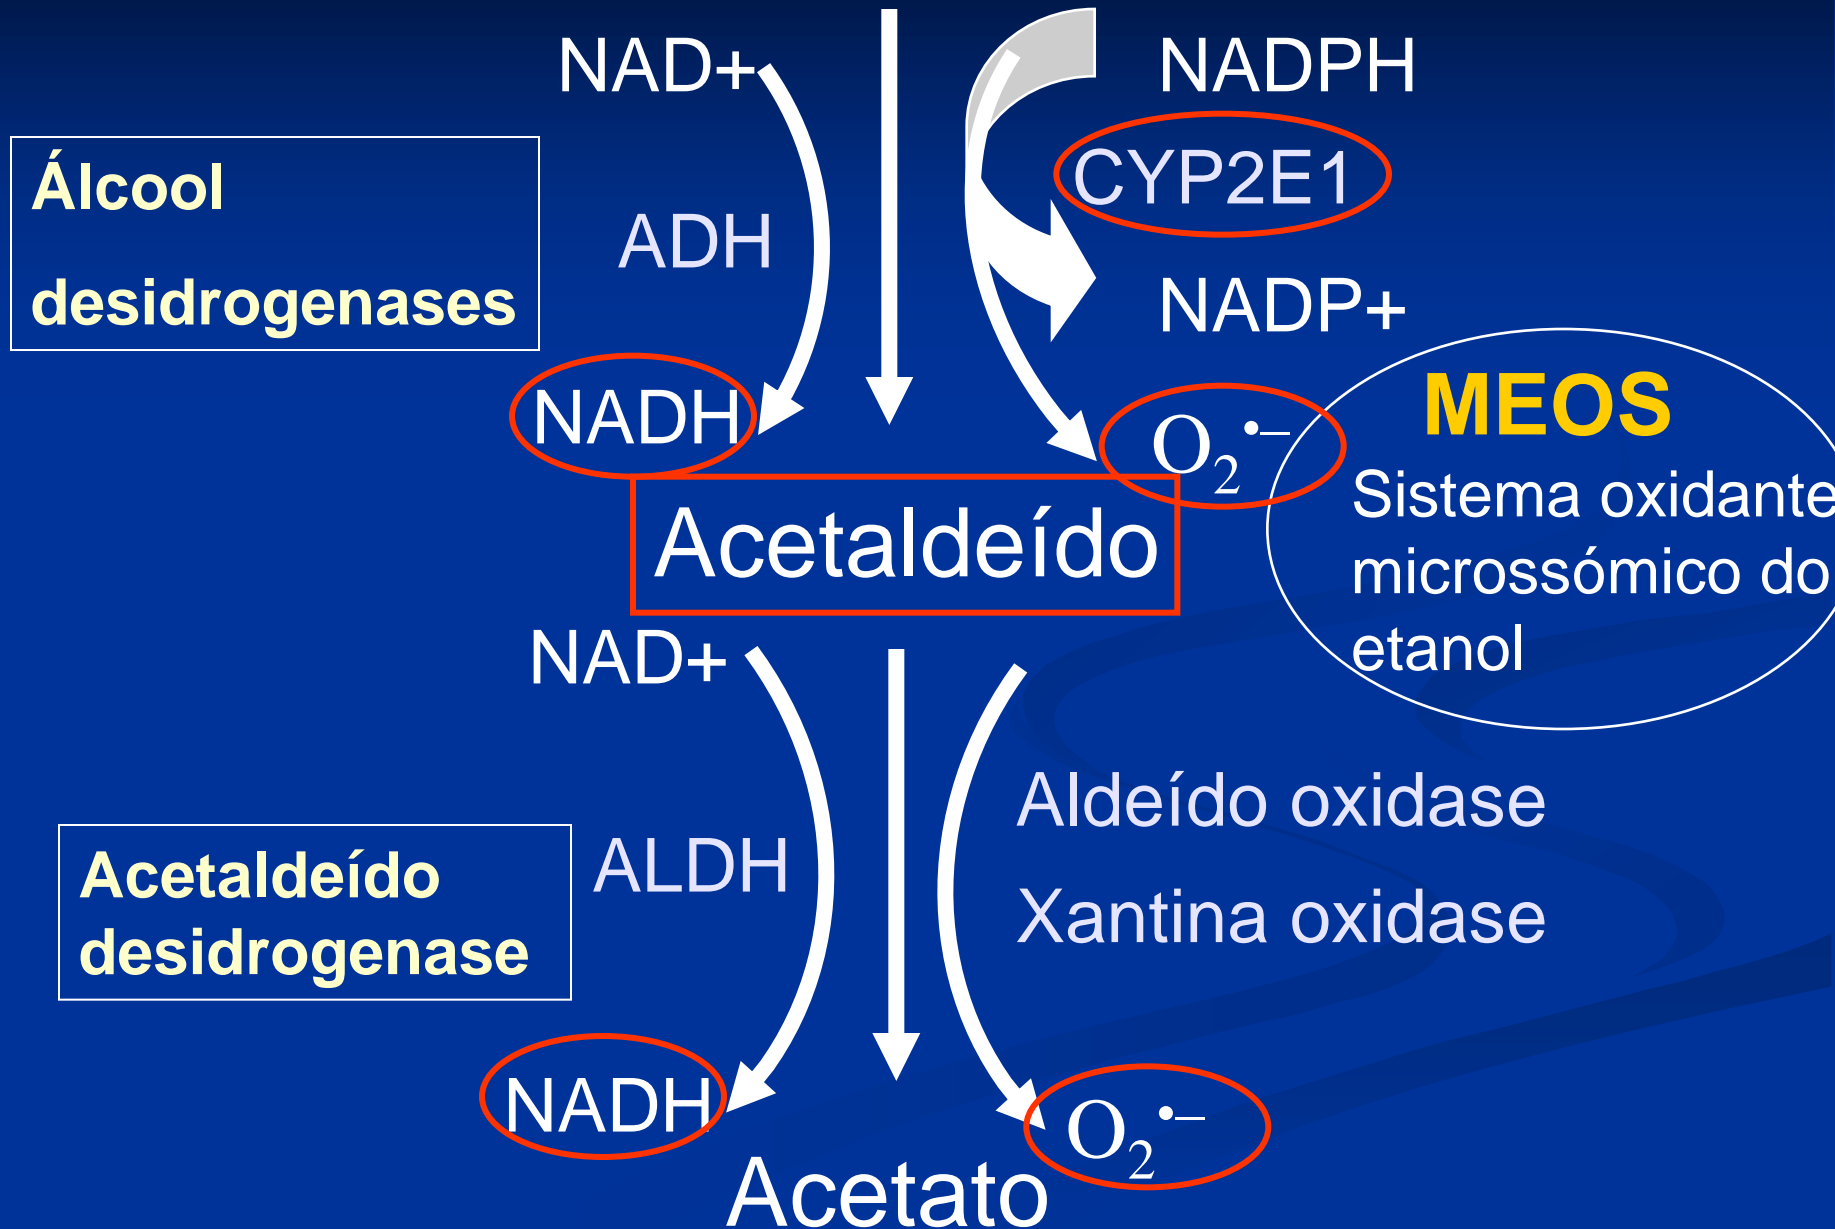 NAD+
NADPH
CYP2E1
Álcool
desidrogenases
ADH
NADP+
NADH
O₂•–
MEOS
Sistema oxidante
microssómico do
etanol
Acetaldeído
NAD+
Aldeído oxidase
Xantina oxidase
ALDH
Acetaldeído
desidrogenase
NADH
O₂•–
Acetato